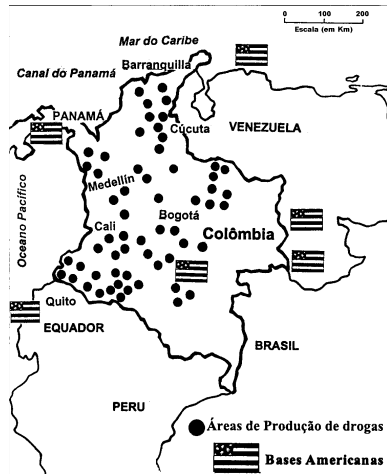 0 100 200
Escala (em Km)
Mar do Caribe
Barranquilla
Canal do Panamá
PANAMÁ
Cúcuta
VENEZUELA
Medellín
Oceano Pacífico
Bogotá
Cali
Colômbia
Quito
EQUADOR
BRASIL
PERU
Áreas de Produção de drogas
Bases Americanas